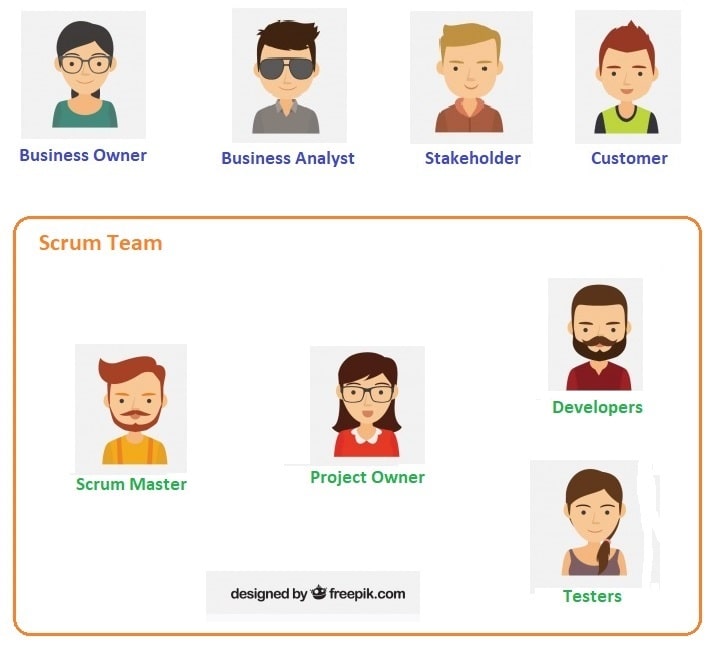 Business Owner
Business Analyst
Stakeholder
Customer
Scrum Team
Developers
Scrum Master
Project Owner
Testers
designed by freepik.com